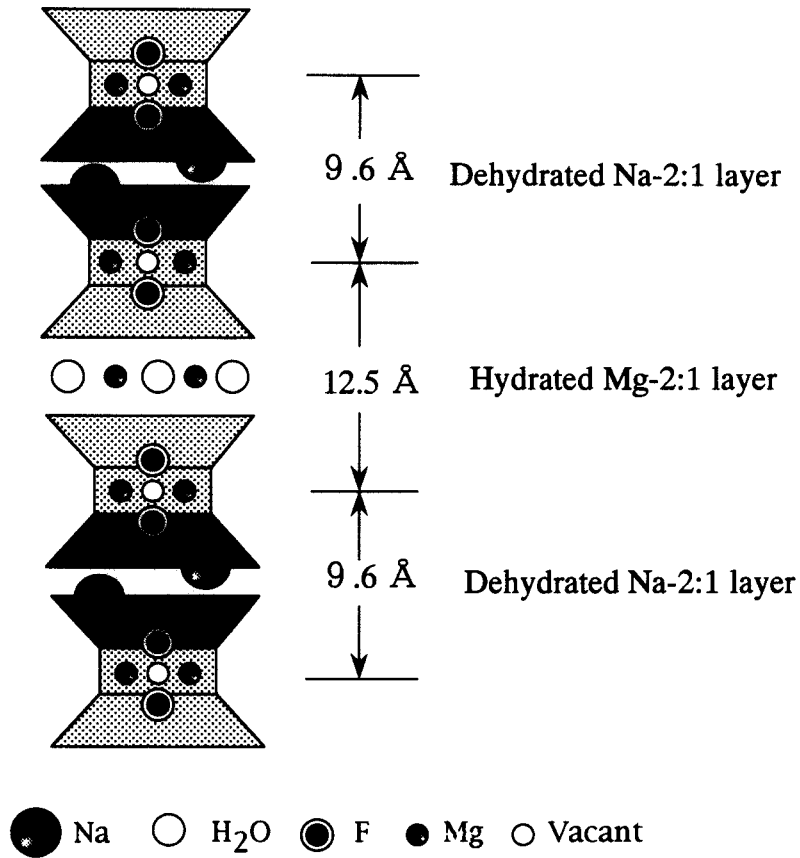 9.6 Å Dehydrated Na-2:1 layer
12.5 Å Hydrated Mg-2:1 layer
9.6 Å Dehydrated Na-2:1 layer
Na H₂O F Mg Vacant